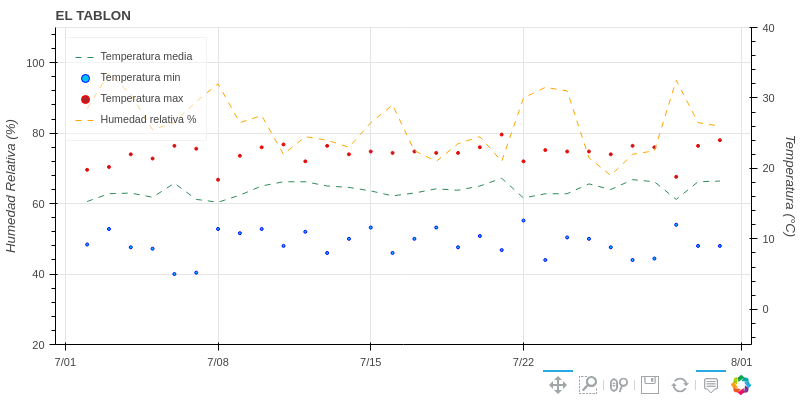 EL TABLON
Temperatura media
Temperatura min
Temperatura max
Humedad relativa %
Humedad Relativa (%)
100
80
60
40
20
40
30
20
10
0
Temperatura (°C)
7/01
7/08
7/15
7/22
8/01